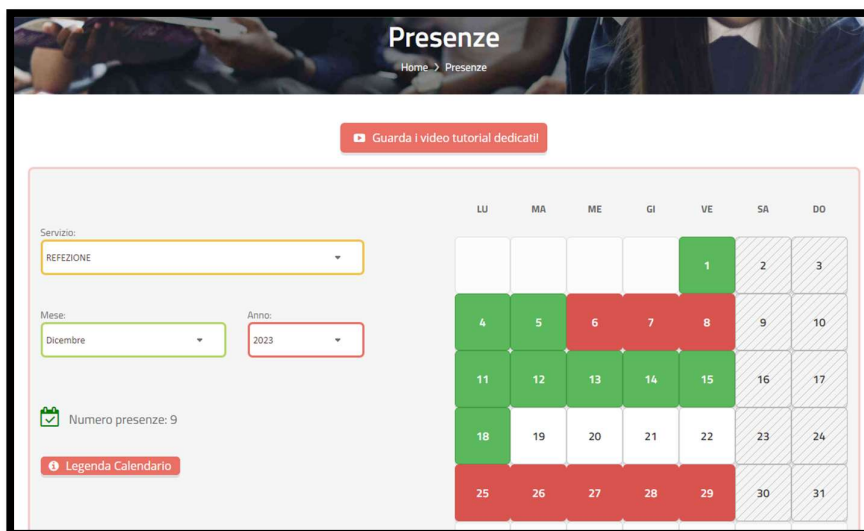 Presenze
Home > Presenze
Guarda i video tutorial dedicati!
Servizio:
REFEZIONE
Mese:
Dicembre
Anno:
2023
Numero presenze: 9
Legenda Calendario
LU MA ME GI VE SA DO
1 2 3
4 5 6 7 8 9 10
11 12 13 14 15 16 17
18 19 20 21 22 23 24
25 26 27 28 29 30 31